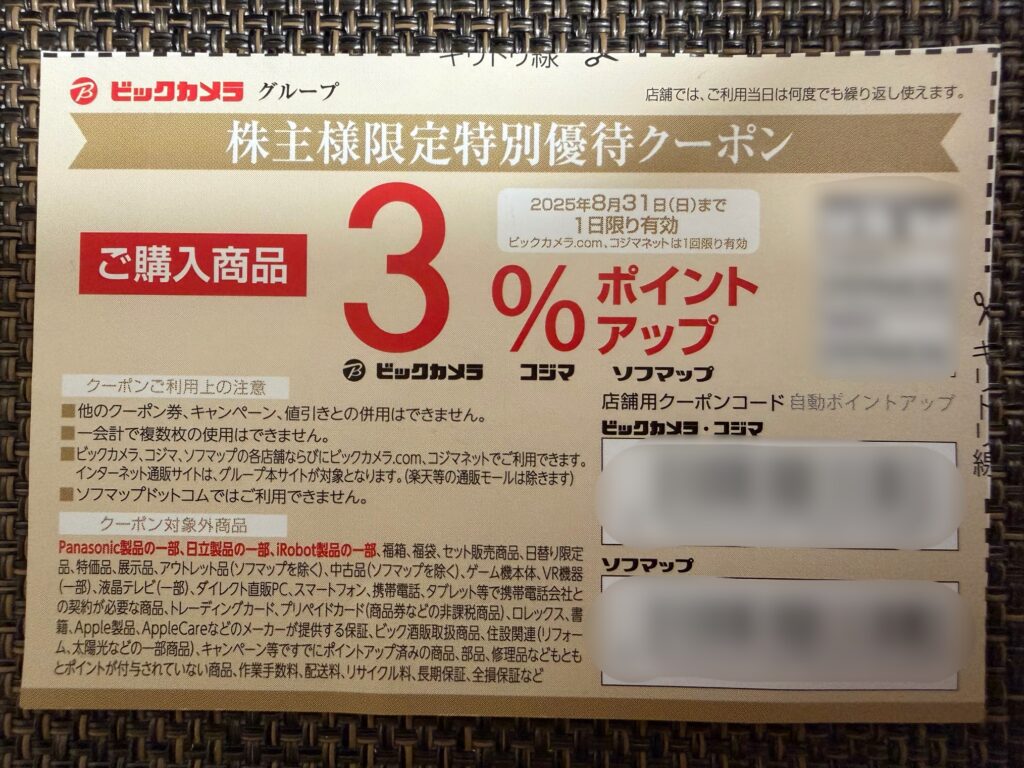 キリトリ線
ビックカメラ グループ
店舗では、ご利用当日は何度でも繰り返し使えます。
株主様限定特別優待クーポン
ご購入商品
3%ポイント
アップ
2025年8月31日(日)まで
1日限り有効
ビックカメラ.com、コジマネットは1回限り有効
ビックカメラ コジマ ソフマップ
クーポンご利用上の注意
■他のクーポン券、キャンペーン、値引きとの併用はできません。
■一会計で複数枚の使用はできません。
■ビックカメラ、コジマ、ソフマップの各店舗ならびにビックカメラ.com、コジマネットでご利用できます。
インターネット通販サイトは、グループ本サイトが対象となります。(楽天等の通販モールは除きます)
■ソフマップドットコムではご利用できません。
クーポン対象外商品
Panasonic製品の一部、日立製品の一部、iRobot製品の一部、福箱、福袋、セット販売商品、日替り限定
品、特価品、展示品、アウトレット品(ソフマップを除く)、中古品(ソフマップを除く)、ゲーム機本体、VR機器
(一部)、液晶テレビ(一部)、ダイレクト直販PC、スマートフォン、携帯電話、タブレット等で携帯電話会社と
の契約が必要な商品、トレーディングカード、プリペイドカード(商品券などの非課税商品)、ロレックス、書
籍、Apple製品、AppleCareなどのメーカーが提供する保証、ビック酒販取扱商品、住設関連(リフォー
ム、太陽光などの一部商品)、キャンペーン等ですでにポイントアップ済みの商品、部品、修理品などもとも
とポイントが付与されていない商品、作業手数料、配送料、リサイクル料、長期保証、全損保証など
店舗用クーポンコード 自動ポイントアップ
ビックカメラ・コジマ
ソフマップ
キリトリ線